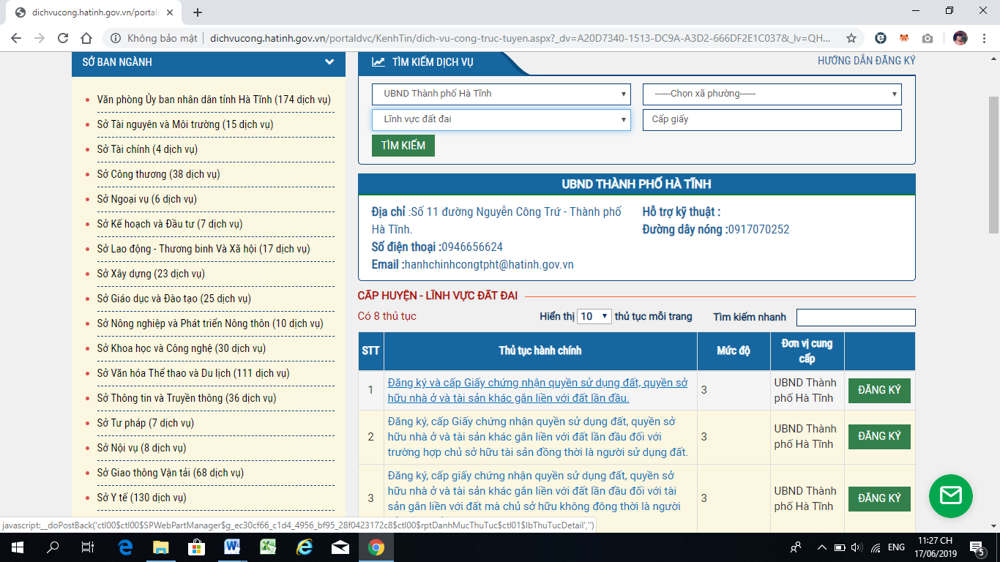 dichvucong.hatinh.gov.vn/portald
Không bảo mật
dichvucong.hatinh.gov.vn/portaldvc/KenhTin/dich-vu-cong-truc-tuyen.aspx?_dv=A20D7340-1513-DC9A-A3D2-666DF2E1C037&_lv=QH...
SỞ BAN NGÀNH
Văn phòng Ủy ban nhân dân tỉnh Hà Tĩnh (174 dịch vụ)
Sở Tài nguyên và Môi trường (15 dịch vụ)
Sở Tài chính (4 dịch vụ)
Sở Công thương (38 dịch vụ)
Sở Ngoại vụ (6 dịch vụ)
Sở Kế hoạch và Đầu tư (7 dịch vụ)
Sở Lao động - Thương binh Và Xã hội (17 dịch vụ)
Sở Xây dựng (23 dịch vụ)
Sở Giáo dục và Đào tạo (25 dịch vụ)
Sở Nông nghiệp và Phát triển Nông thôn (10 dịch vụ)
Sở Khoa học và Công nghệ (30 dịch vụ)
Sở Văn hóa Thể thao và Du lịch (111 dịch vụ)
Sở Thông tin và Truyền thông (36 dịch vụ)
Sở Tư pháp (7 dịch vụ)
Sở Nội vụ (8 dịch vụ)
Sở Giao thông Vận tải (68 dịch vụ)
Sở Y tế (130 dịch vụ)
TÌM KIẾM DỊCH VỤ
HƯỚNG DẪN ĐĂNG KÝ
UBND Thành phố Hà Tĩnh
------Chọn xã phường------
Lĩnh vực đất đai
Cấp giấy
TÌM KIẾM
UBND THÀNH PHỐ HÀ TĨNH
Địa chỉ :Số 11 đường Nguyễn Công Trứ - Thành phố
Hà Tĩnh.
Số điện thoại :0946656624
Email :hanhchinhcongtpht@hatinh.gov.vn
Hỗ trợ kỹ thuật :
Đường dây nóng :0917070252
CẤP HUYỆN - LĨNH VỰC ĐẤT ĐAI
Có 8 thủ tục
Hiển thị 10 thủ tục mỗi trang
Tìm kiếm nhanh
STT
Thủ tục hành chính
Mức độ
Đơn vị cung
cấp
1
Đăng ký và cấp Giấy chứng nhận quyền sử dụng đất, quyền sở
hữu nhà ở và tài sản khác gắn liền với đất lần đầu.
3
UBND Thành
phố Hà Tĩnh
ĐĂNG KÝ
2
Đăng ký, cấp Giấy chứng nhận quyền sử dụng đất, quyền sở
hữu nhà ở và tài sản khác gắn liền với đất lần đầu đối với
trường hợp chủ sở hữu tài sản đồng thời là người sử dụng đất.
3
UBND Thành
phố Hà Tĩnh
ĐĂNG KÝ
3
Đăng ký, cấp giấy chứng nhận quyền sử dụng đất, quyền sở
hữu nhà ở và tài sản khác gắn liền với đất lần đầu đối với tài
sản gắn liền với đất mà chủ sở hữu không đông thời là người
3
UBND Thành
phố Hà Tĩnh
ĐĂNG KÝ
javascript:__doPostBack('ctl00$ctl00$SPWebPartManager$g_ec30cf66_c1d4_4956_bf95_28f0423172c8$ctl00$rptDanhMucThuTuc$ctl01$lbThuTucDetail','')
ENG
11:27 CH
17/06/2019
5